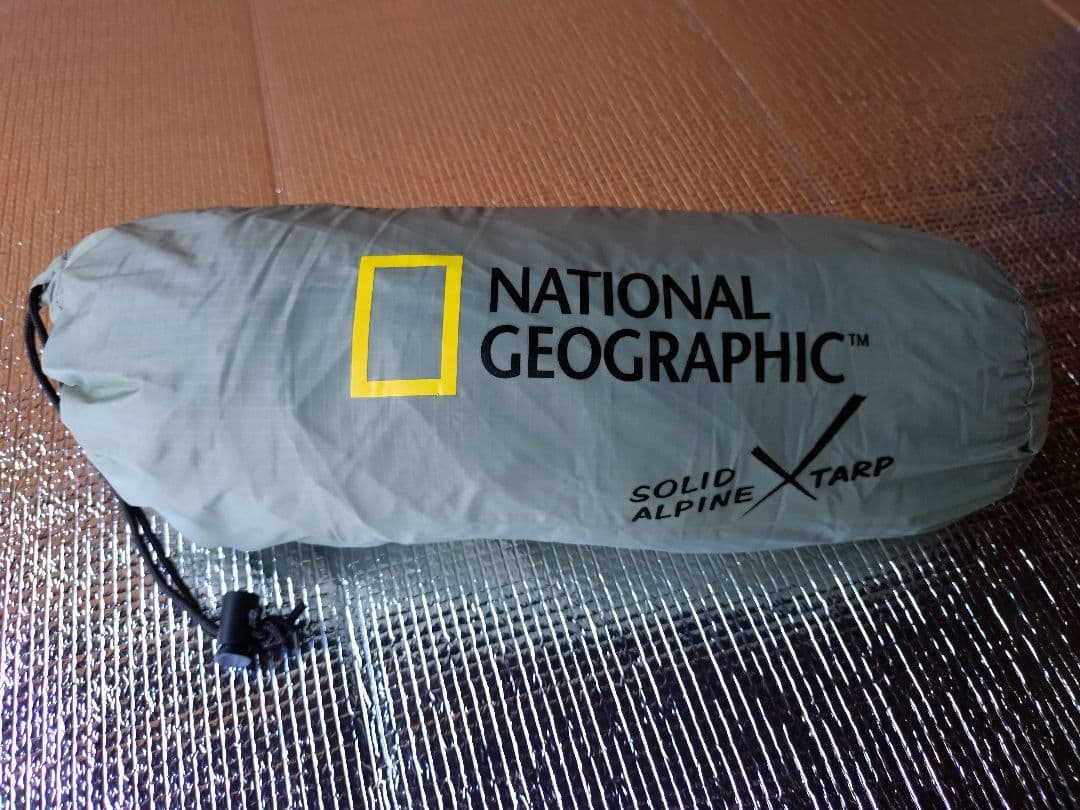 NATIONAL
GEOGRAPHIC™
SOLID
ALPINE X TARP